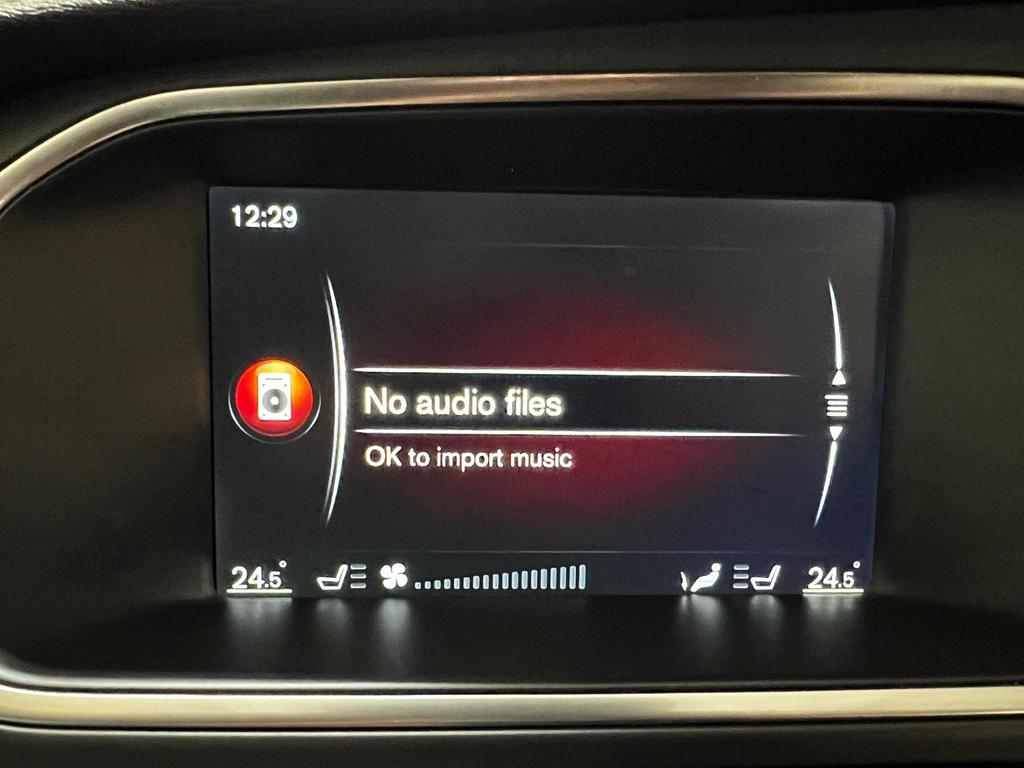 12:29
No audio files
OK to import music
24.5° 24.5°